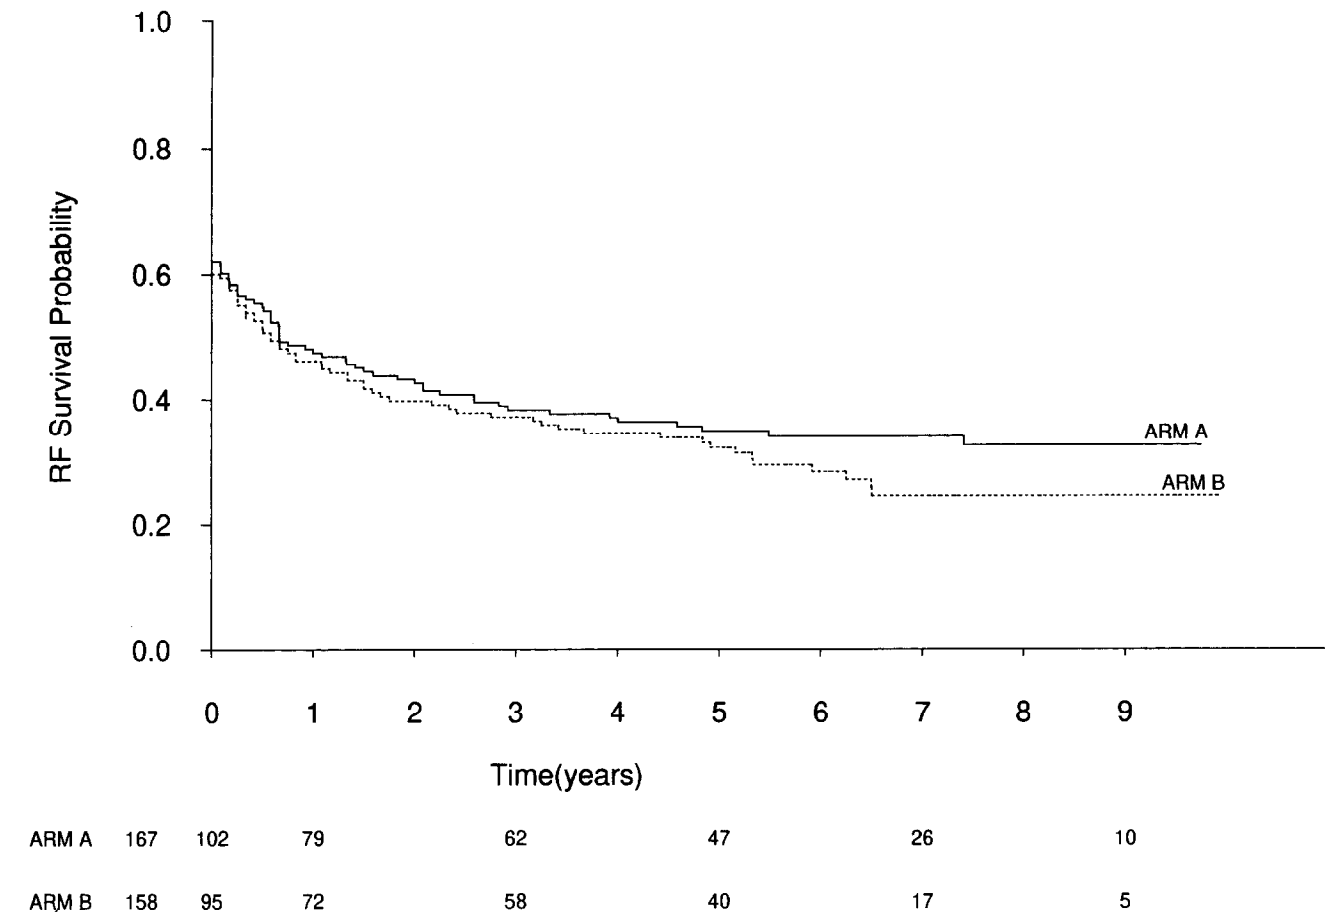 1.0
0.8
0.6
0.4
0.2
0.0
RF Survival Probability
ARM A
ARM B
0 1 2 3 4 5 6 7 8 9
Time(years)
ARM A 167 102 79 62 47 26 10
ARM B 158 95 72 58 40 17 5